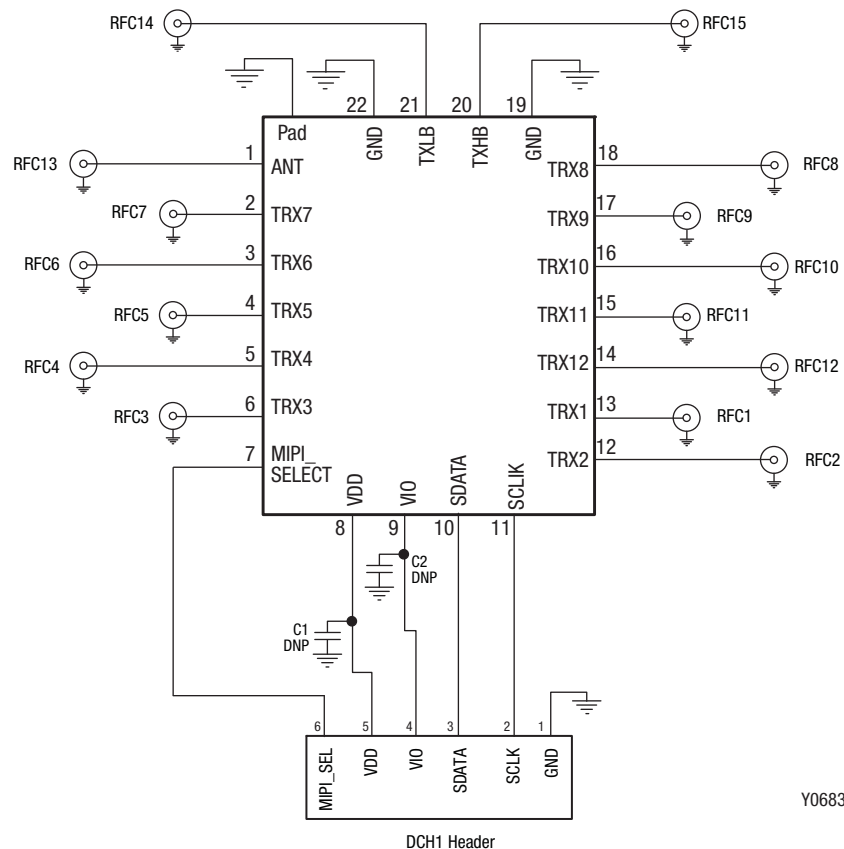 RFC14
RFC15
22 21 20 19
Pad
GND
TXLB
TXHB
GND
RFC13 1 ANT
TRX8 18 RFC8
RFC7 2 TRX7
TRX9 17 RFC9
RFC6 3 TRX6
TRX10 16 RFC10
RFC5 4 TRX5
TRX11 15 RFC11
RFC4 5 TRX4
TRX12 14 RFC12
RFC3 6 TRX3
TRX1 13 RFC1
7 MIPI_
SELECT
TRX2 12 RFC2
VDD
VIO
SDATA
SCLIK
8 9 10 11
C2
DNP
C1
DNP
6 5 4 3 2 1
MIPI_SEL
VDD
VIO
SDATA
SCLK
GND
Y0683
DCH1 Header